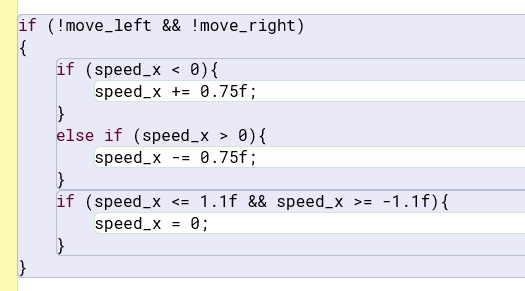 if (!move_left && !move_right)
{
if (speed_x < 0){
speed_x += 0.75f;
}
else if (speed_x > 0){
speed_x -= 0.75f;
}
if (speed_x <= 1.1f && speed_x >= -1.1f){
speed_x = 0;
}
}